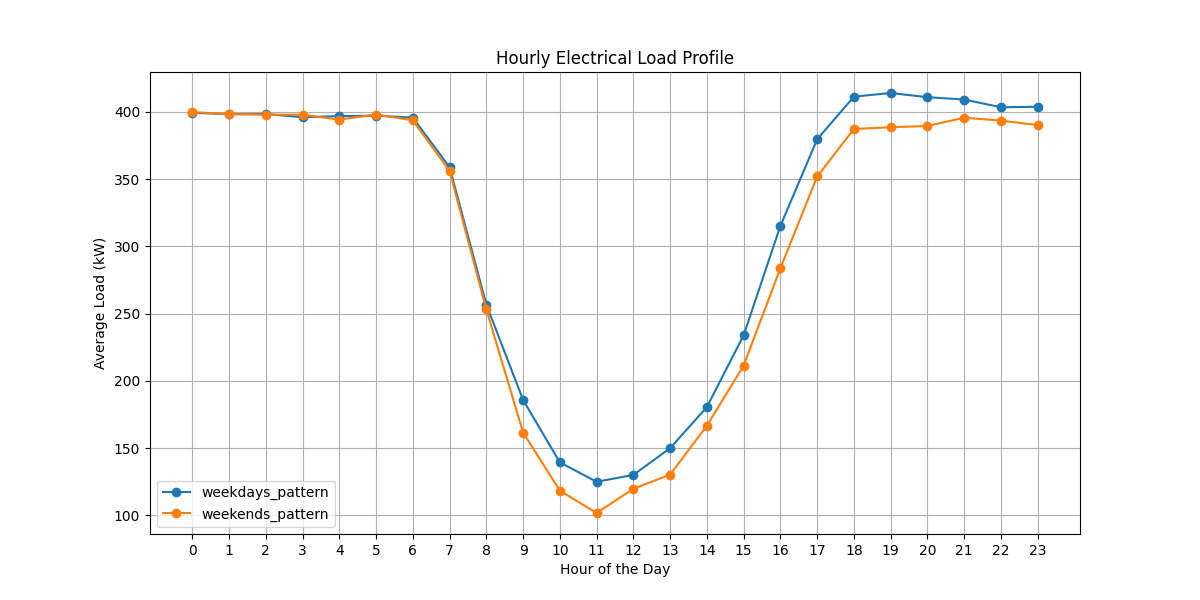 Hourly Electrical Load Profile
Average Load (kW)
400
350
300
250
200
150
100
weekdays_pattern
weekends_pattern
0 1 2 3 4 5 6 7 8 9 10 11 12 13 14 15 16 17 18 19 20 21 22 23
Hour of the Day